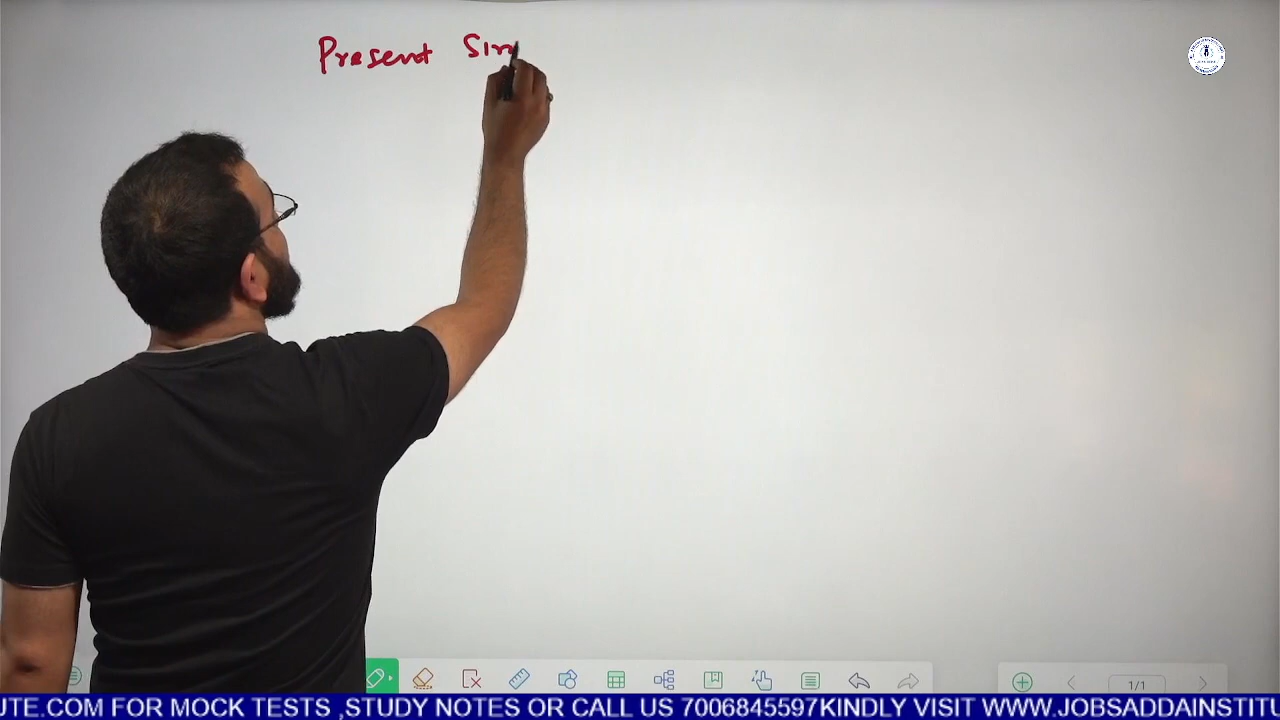 Present Sim
1/1
UTE.COM FOR MOCK TESTS ,STUDY NOTES OR CALL US 7006845597KINDLY VISIT WWW.JOBSADDAINSTITU